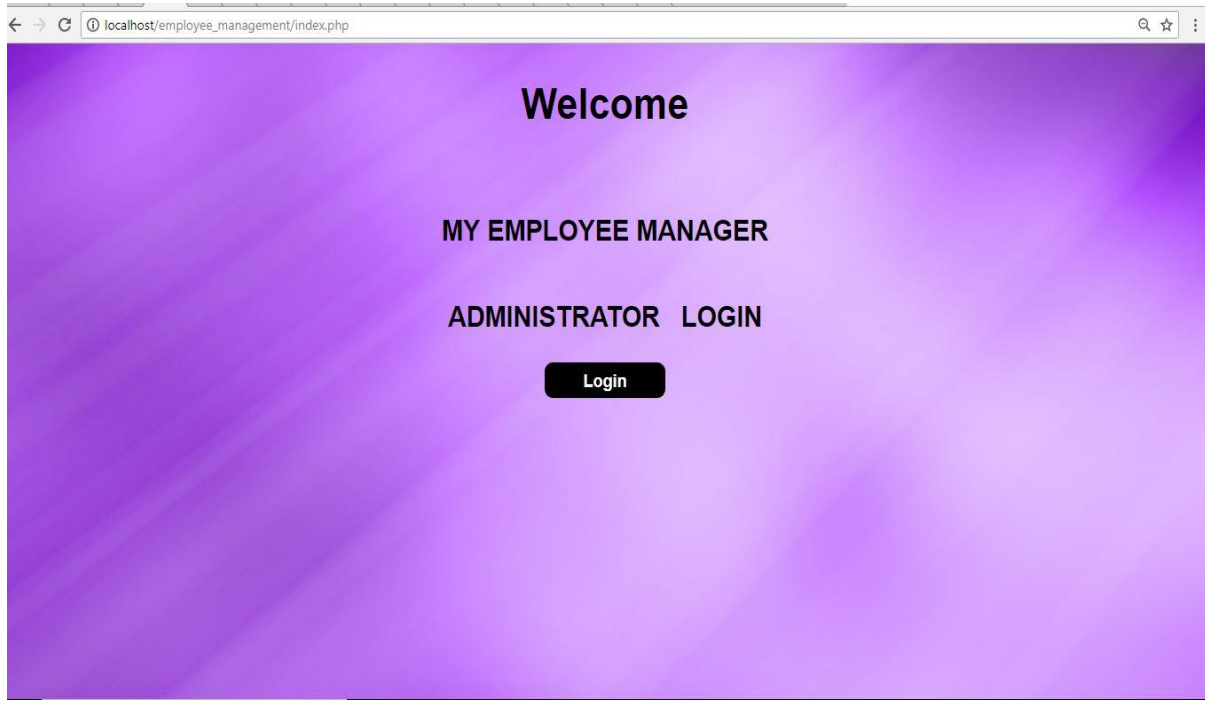 localhost/employee_management/index.php
Welcome
MY EMPLOYEE MANAGER
ADMINISTRATOR LOGIN
Login